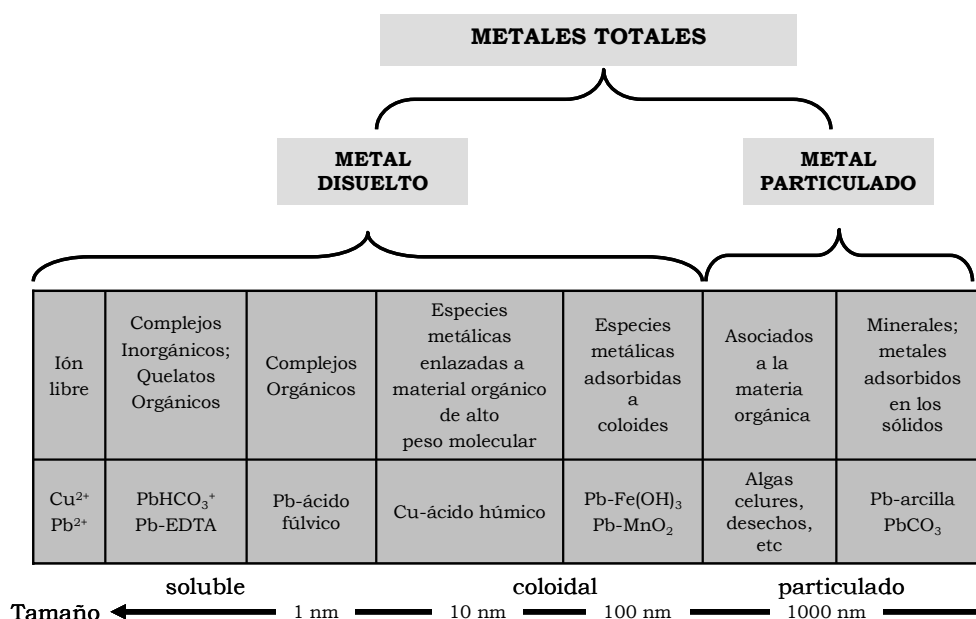 METALES TOTALES
METAL
DISUELTO
METAL
PARTICULADO
Ión
libre
Complejos
Inorgánicos;
Quelatos
Orgánicos
Complejos
Orgánicos
Especies
metálicas
enlazadas a
material orgánico
de alto
peso molecular
Especies
metálicas
adsorbidas
a
coloides
Asociados
a la
materia
orgánica
Minerales;
metales
adsorbidos
en los
sólidos
Cu²⁺
Pb²⁺
PbHCO₃⁺
Pb-EDTA
Pb-ácido
fúlvico
Cu-ácido húmico
Pb-Fe(OH)₃
Pb-MnO₂
Algas
celures,
desechos,
etc
Pb-arcilla
PbCO₃
soluble coloidal particulado
Tamaño 1 nm 10 nm 100 nm 1000 nm